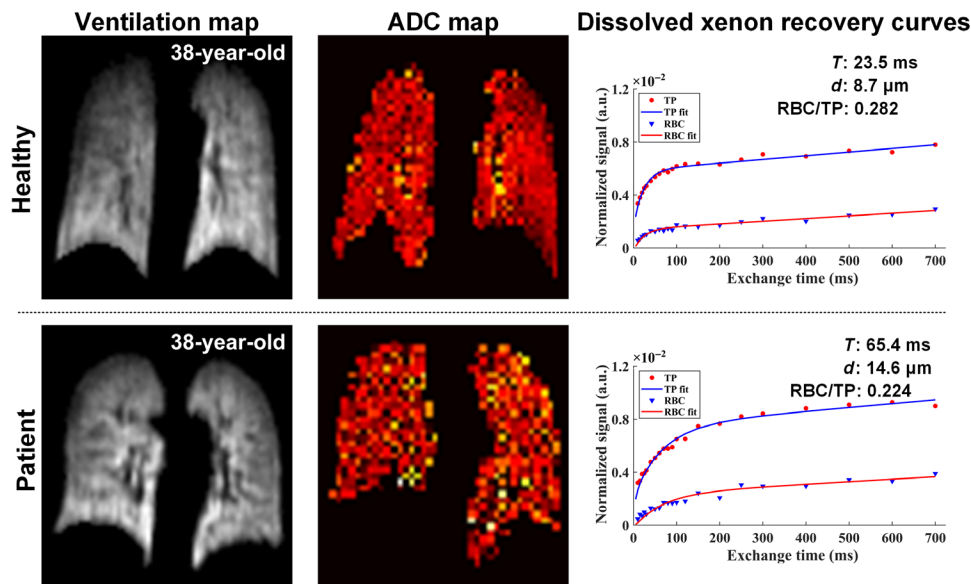 Ventilation map
ADC map
Dissolved xenon recovery curves
Healthy
38-year-old
T: 23.5 ms
d: 8.7 μm
RBC/TP: 0.282
×10⁻²
1.2
0.8
0.4
0
Normalized signal (a.u.)
TP
TP fit
RBC
RBC fit
0 100 200 300 400 500 600 700
Exchange time (ms)
Patient
38-year-old
T: 65.4 ms
d: 14.6 μm
RBC/TP: 0.224
×10⁻²
1.2
0.8
0.4
0
Normalized signal (a.u.)
TP
TP fit
RBC
RBC fit
0 100 200 300 400 500 600 700
Exchange time (ms)